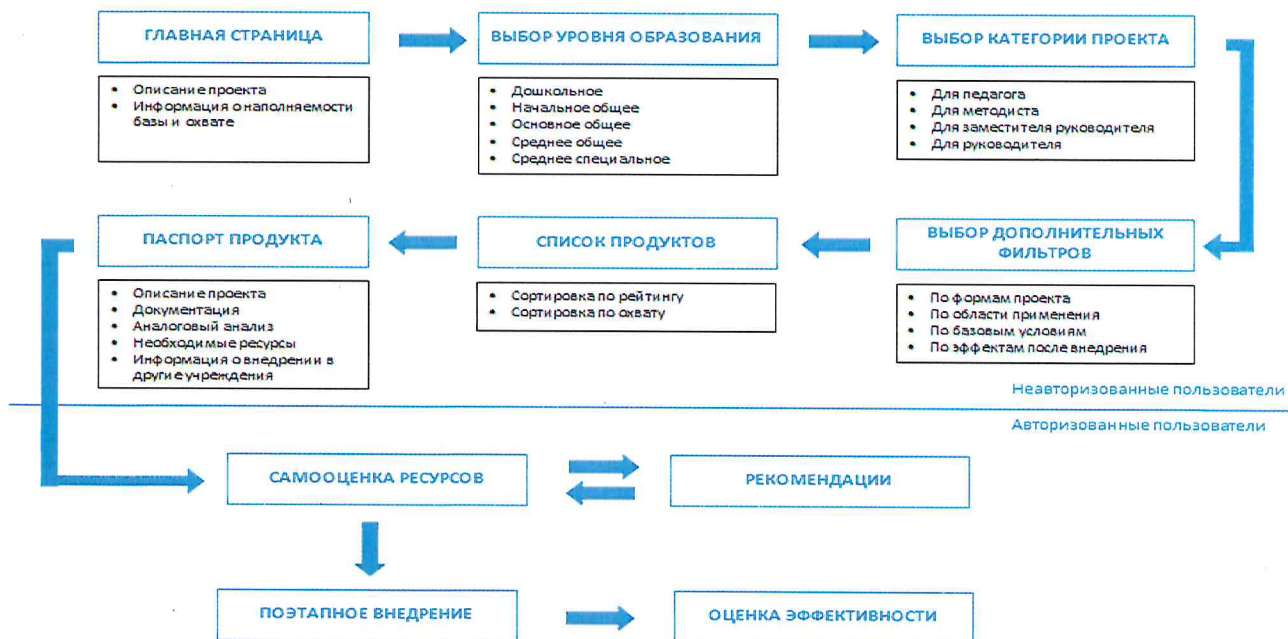 ГЛАВНАЯ СТРАНИЦА
• Описание проекта
• Информация о наполняемости
базы и охвате
ВЫБОР УРОВНЯ ОБРАЗОВАНИЯ
• Дошкольное
• Начальное общее
• Основное общее
• Среднее общее
• Среднее специальное
ВЫБОР КАТЕГОРИИ ПРОЕКТА
• Для педагога
• Для методиста
• Для заместителя руководителя
• Для руководителя
ВЫБОР ДОПОЛНИТЕЛЬНЫХ
ФИЛЬТРОВ
• По формам проекта
• По области применения
• По базовым условиям
• По эффектам после внедрения
СПИСОК ПРОДУКТОВ
• Сортировка по рейтингу
• Сортировка по охвату
ПАСПОРТ ПРОДУКТА
• Описание проекта
• Документация
• Аналоговый анализ
• Необходимые ресурсы
• Информация о внедрении в
другие учреждения
Неавторизованные пользователи
Авторизованные пользователи
САМООЦЕНКА РЕСУРСОВ
РЕКОМЕНДАЦИИ
ПОЭТАПНОЕ ВНЕДРЕНИЕ
ОЦЕНКА ЭФФЕКТИВНОСТИ